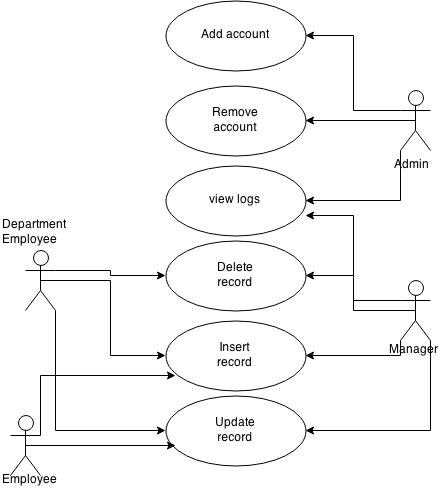 Add account
Remove
account
Admin
view logs
Department
Employee
Delete
record
Insert
record
Manager
Update
record
Employee